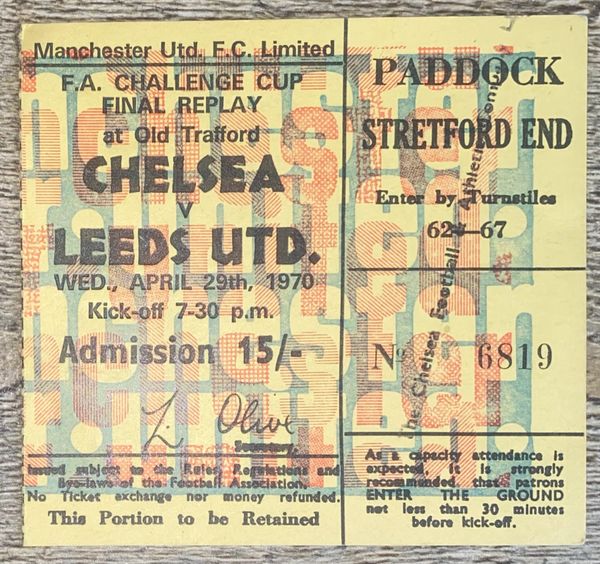 Manchester Utd. F.C. Limited
F.A. CHALLENGE CUP
FINAL REPLAY
at Old Trafford
CHELSEA
v
LEEDS UTD.
WED., APRIL 29th, 1970
Kick-off 7-30 p.m.
Admission 15/-
L. Olive
Secretary.
Issued subject to the Rules, Regulations and
Bye-laws of the Football Association.
No Ticket exchange nor money refunded.
This Portion to be Retained
PADDOCK
STRETFORD END
Enter by Turnstiles
62—67
No 6819
As a capacity attendance is
expected, it is strongly
recommended that patrons
ENTER THE GROUND
not less than 30 minutes
before kick-off.
The Chelsea Football & Athletic